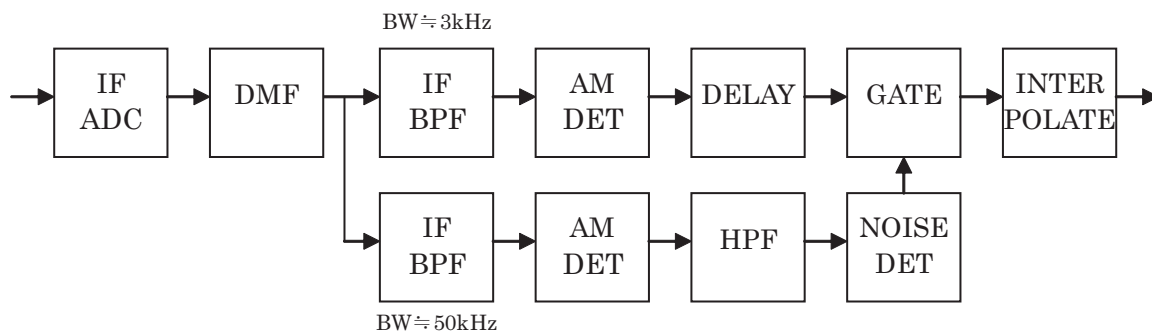 BW≒3kHz
IF
ADC
DMF
IF
BPF
AM
DET
DELAY
GATE
INTER
POLATE
IF
BPF
AM
DET
HPF
NOISE
DET
BW≒50kHz